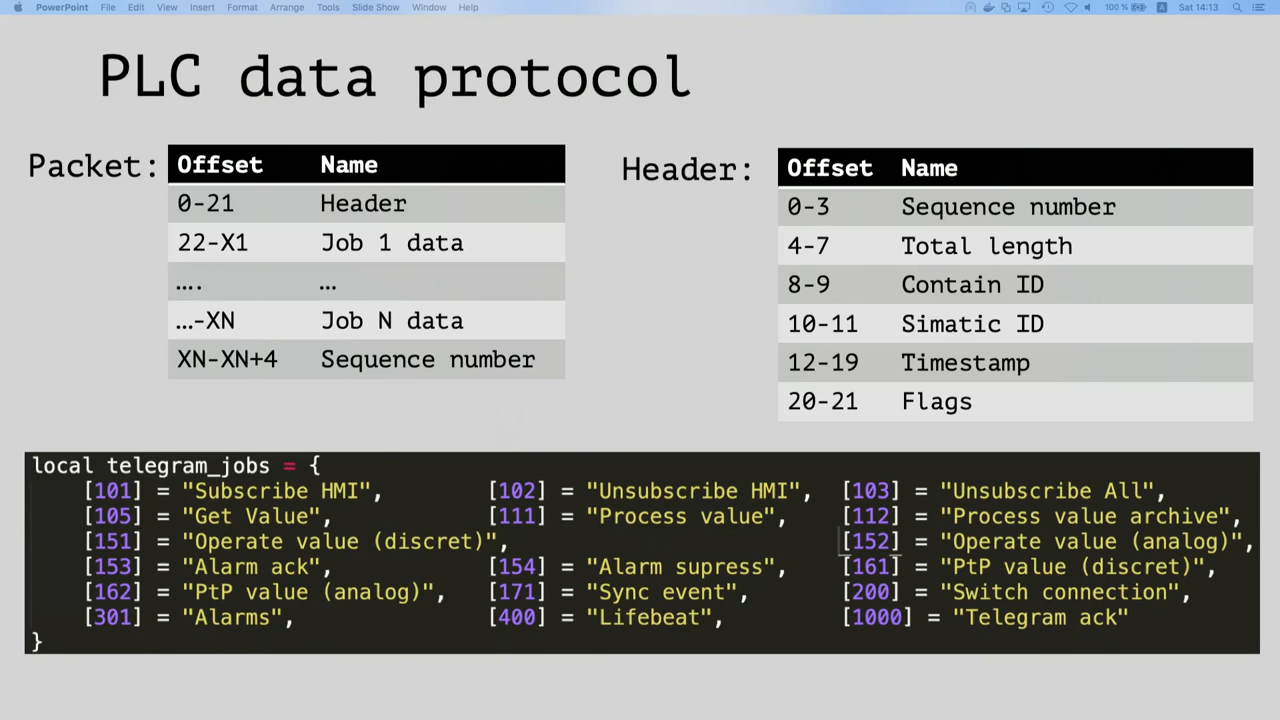 PowerPoint File Edit View Insert Format Arrange Tools Slide Show Window Help 100 % A Sat 14:13
PLC data protocol
Packet:
Offset Name
0-21 Header
22-X1 Job 1 data
…. …
…-XN Job N data
XN-XN+4 Sequence number
Header:
Offset Name
0-3 Sequence number
4-7 Total length
8-9 Contain ID
10-11 Simatic ID
12-19 Timestamp
20-21 Flags
local telegram_jobs = {
[101] = "Subscribe HMI", [102] = "Unsubscribe HMI", [103] = "Unsubscribe All",
[105] = "Get Value", [111] = "Process value", [112] = "Process value archive",
[151] = "Operate value (discret)", [152] = "Operate value (analog)",
[153] = "Alarm ack", [154] = "Alarm supress", [161] = "PtP value (discret)",
[162] = "PtP value (analog)", [171] = "Sync event", [200] = "Switch connection",
[301] = "Alarms", [400] = "Lifebeat", [1000] = "Telegram ack"
}